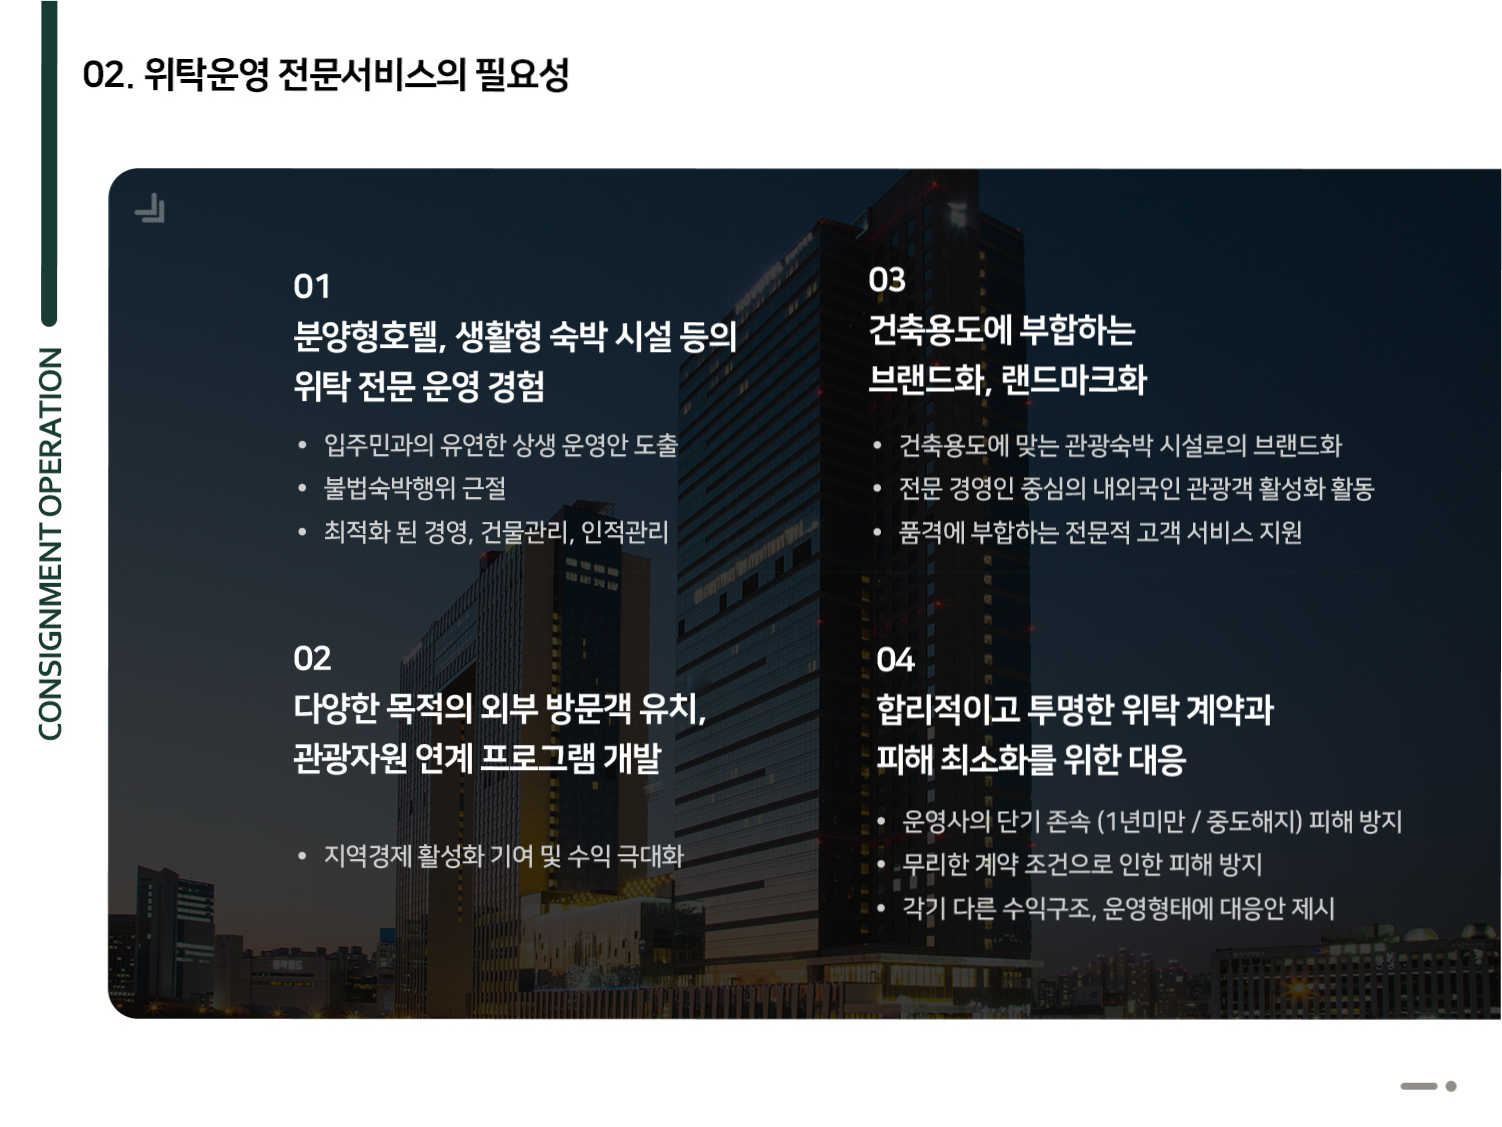 02. 위탁운영 전문서비스의 필요성
CONSIGNMENT OPERATION
01
분양형호텔, 생활형 숙박 시설 등의
위탁 전문 운영 경험
• 입주민과의 유연한 상생 운영안 도출
• 불법숙박행위 근절
• 최적화 된 경영, 건물관리, 인적관리
02
다양한 목적의 외부 방문객 유치,
관광자원 연계 프로그램 개발
• 지역경제 활성화 기여 및 수익 극대화
03
건축용도에 부합하는
브랜드화, 랜드마크화
• 건축용도에 맞는 관광숙박 시설로의 브랜드화
• 전문 경영인 중심의 내외국인 관광객 활성화 활동
• 품격에 부합하는 전문적 고객 서비스 지원
04
합리적이고 투명한 위탁 계약과
피해 최소화를 위한 대응
• 운영사의 단기 존속 (1년미만 / 중도해지) 피해 방지
• 무리한 계약 조건으로 인한 피해 방지
• 각기 다른 수익구조, 운영형태에 대응안 제시